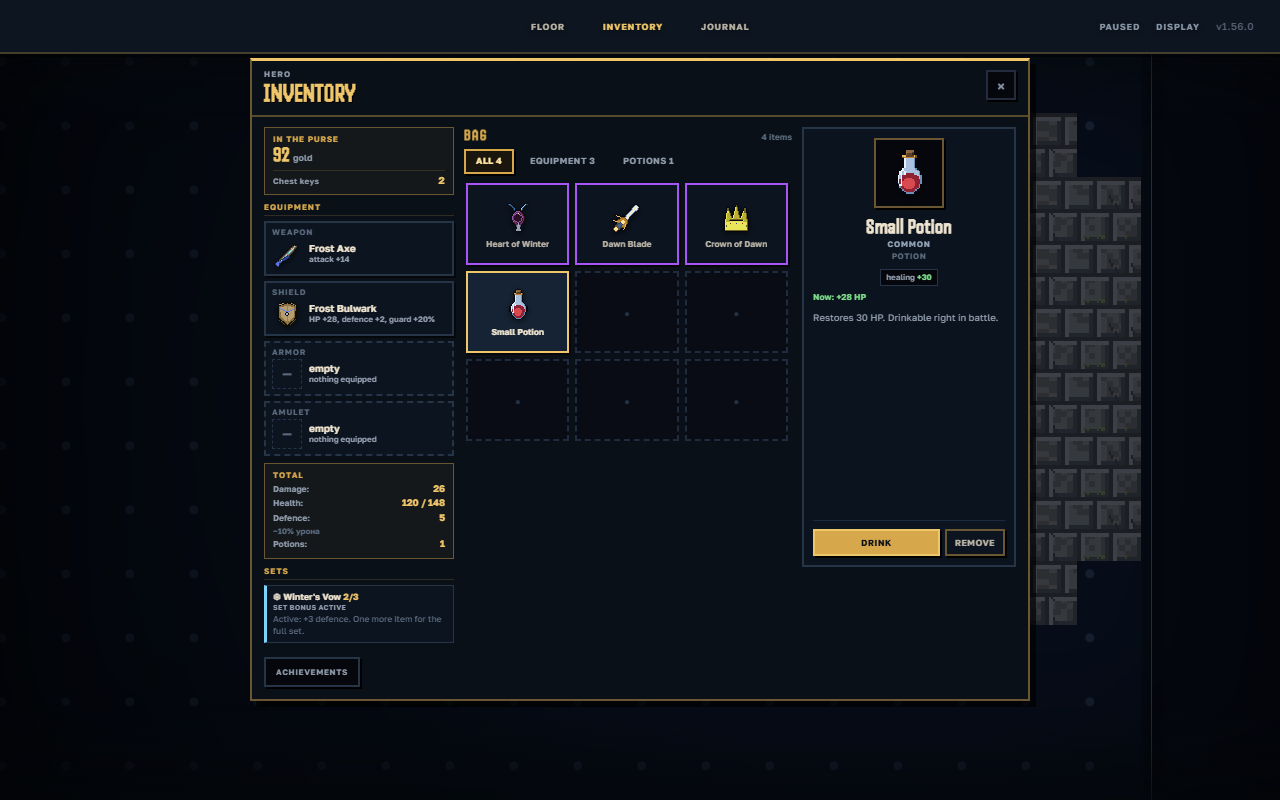 FLOOR
INVENTORY
JOURNAL
PAUSED
DISPLAY
v1.56.0
HERO
INVENTORY
×
IN THE PURSE
92 gold
Chest keys 2
EQUIPMENT
WEAPON
Frost Axe
attack +14
SHIELD
Frost Bulwark
HP +28, defence +2, guard +20%
ARMOR
—
empty
nothing equipped
AMULET
—
empty
nothing equipped
TOTAL
Damage: 26
Health: 120 / 148
Defence: 5
−10% урона
Potions: 1
SETS
❄ Winter's Vow 2/3
SET BONUS ACTIVE
Active: +3 defence. One more item for the
full set.
ACHIEVEMENTS
BAG
4 items
ALL 4
EQUIPMENT 3
POTIONS 1
Heart of Winter
Dawn Blade
Crown of Dawn
Small Potion
Small Potion
COMMON
POTION
healing +30
Now: +28 HP
Restores 30 HP. Drinkable right in battle.
DRINK
REMOVE